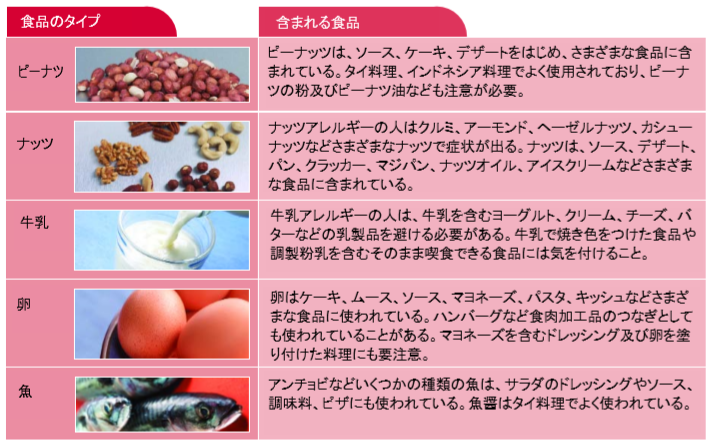 食品のタイプ
含まれる食品
ピーナツ
ピーナッツは、ソース、ケーキ、デザートをはじめ、さまざまな食品に含
まれている。タイ料理、インドネシア料理でよく使用されており、ピーナ
ツの粉及びピーナツ油なども注意が必要。
ナッツ
ナッツアレルギーの人はクルミ、アーモンド、ヘーゼルナッツ、カシュー
ナッツなどさまざまなナッツで症状が出る。ナッツは、ソース、デザート、
パン、クラッカー、マジパン、ナッツオイル、アイスクリームなどさまざま
な食品に含まれている。
牛乳
牛乳アレルギーの人は、牛乳を含むヨーグルト、クリーム、チーズ、バ
ターなどの乳製品を避ける必要がある。牛乳で焼き色をつけた食品や
調製粉乳を含むそのまま喫食できる食品には気を付けること。
卵
卵はケーキ、ムース、ソース、マヨネーズ、パスタ、キッシュなどさまざ
まな食品に使われている。ハンバーグなど食肉加工品のつなぎとして
も使われていることがある。マヨネーズを含むドレッシング及び卵を塗
り付けた料理にも要注意。
魚
アンチョビなどいくつかの種類の魚は、サラダのドレッシングやソース、
調味料、ピザにも使われている。魚醤はタイ料理でよく使われている。